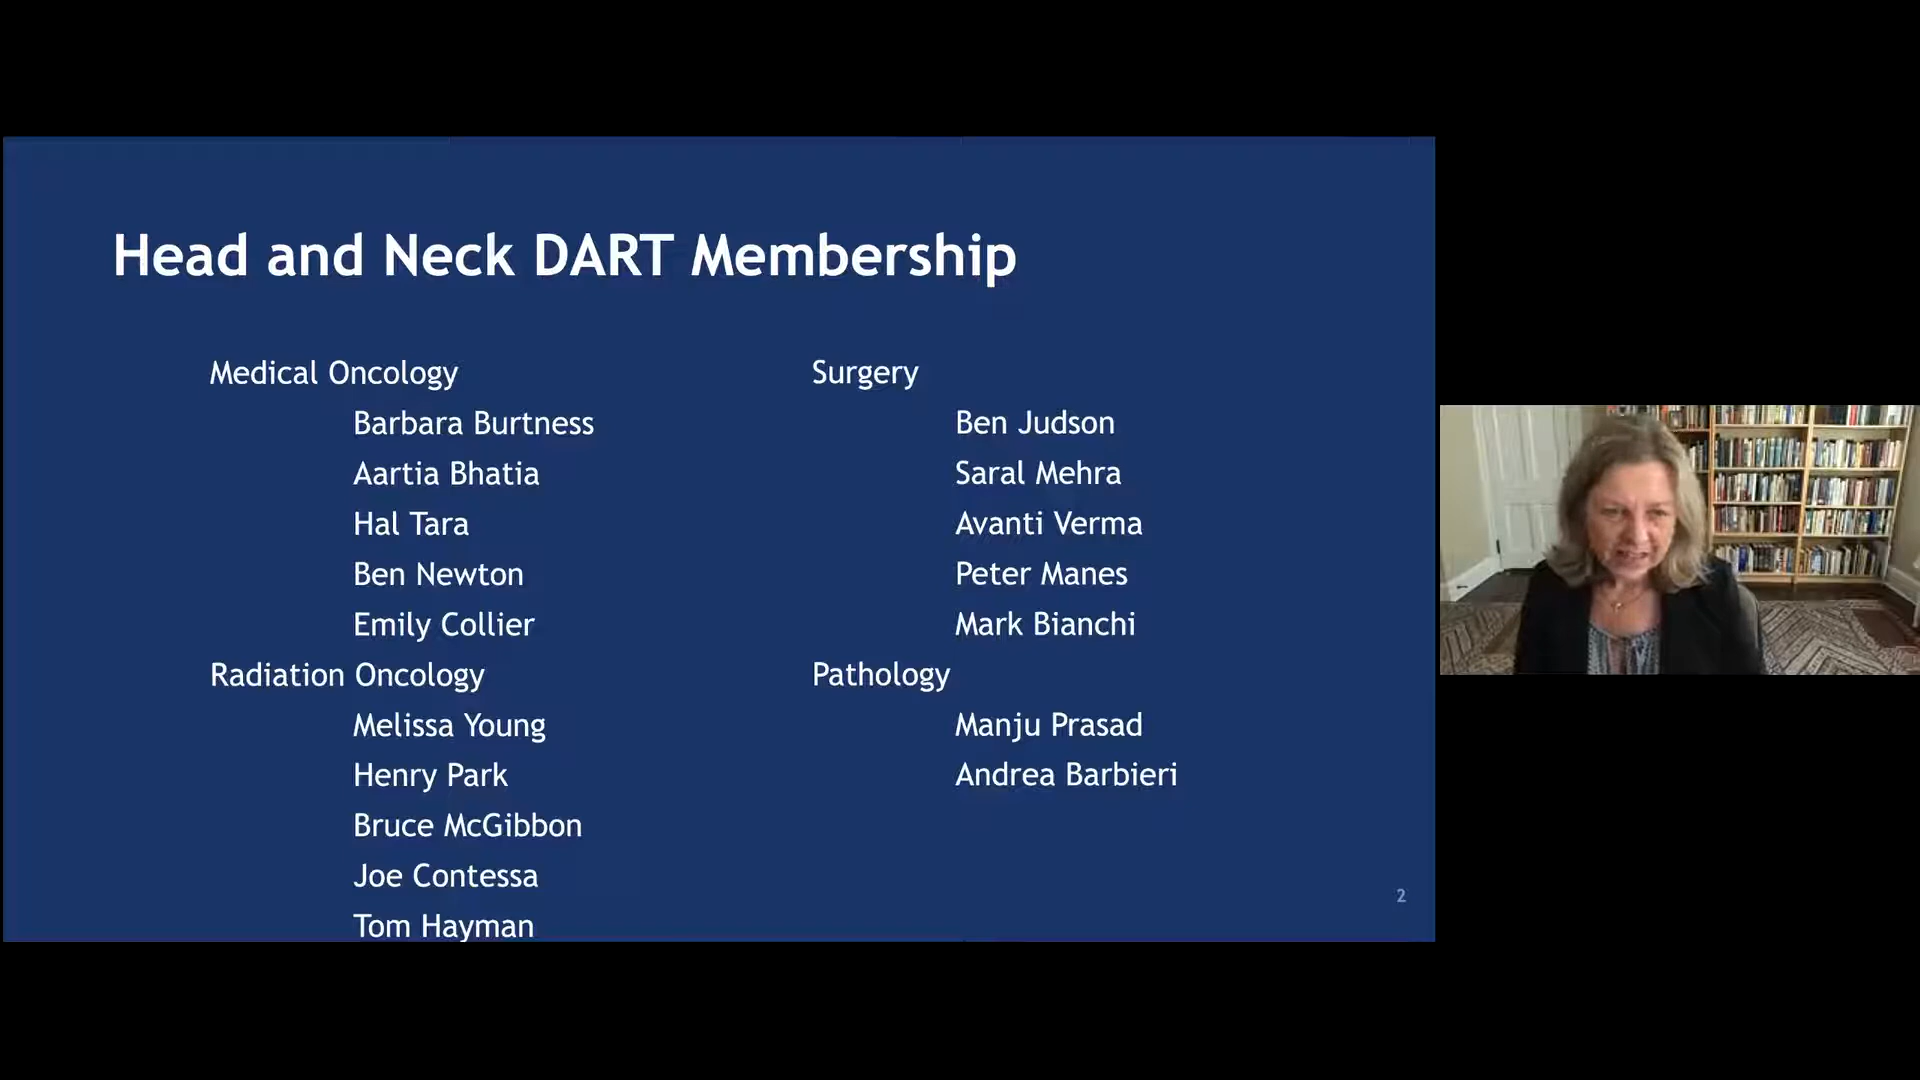 Head and Neck DART Membership
Medical Oncology
Barbara Burtness
Aartia Bhatia
Hal Tara
Ben Newton
Emily Collier
Radiation Oncology
Melissa Young
Henry Park
Bruce McGibbon
Joe Contessa
Tom Hayman
Surgery
Ben Judson
Saral Mehra
Avanti Verma
Peter Manes
Mark Bianchi
Pathology
Manju Prasad
Andrea Barbieri
2